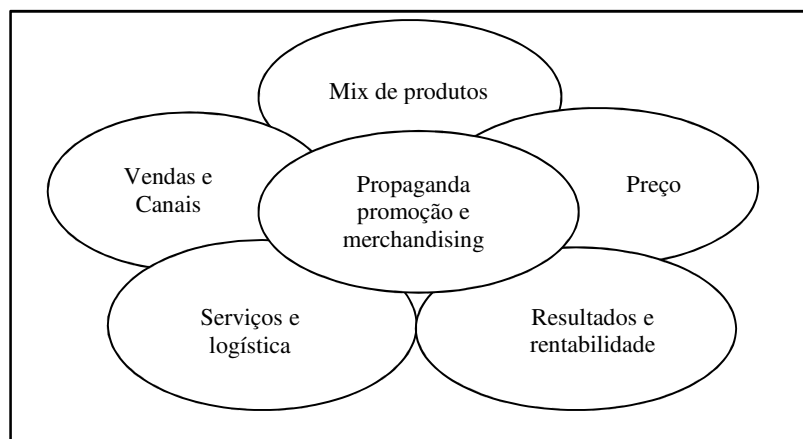 Mix de produtos
Vendas e
Canais
Propaganda
promoção e
merchandising
Preço
Serviços e
logística
Resultados e
rentabilidade